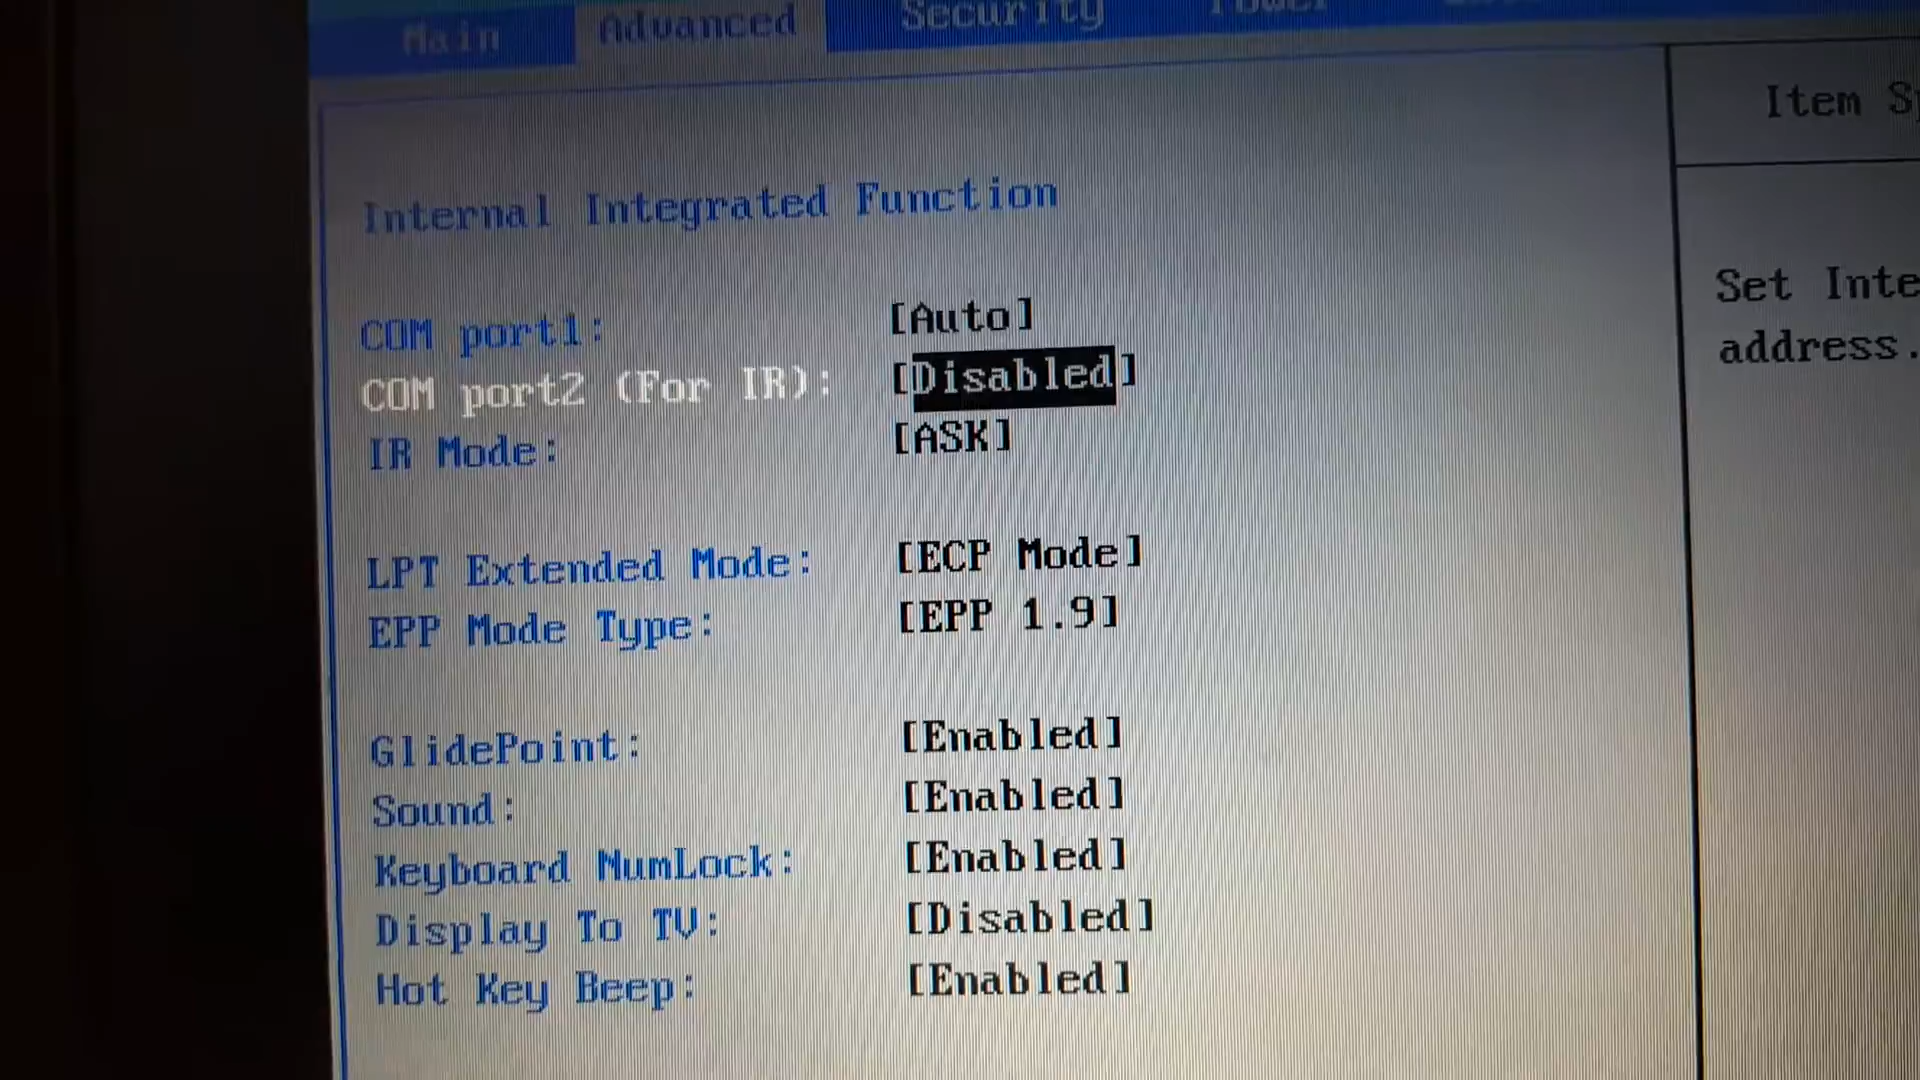 Main Advanced Security Power
Item
Internal Integrated Function
Set Inte
address.
COM port1: [Auto]
COM port2 (For IR): [Disabled]
IR Mode: [ASK]
LPT Extended Mode: [ECP Mode]
EPP Mode Type: [EPP 1.9]
GlidePoint: [Enabled]
Sound: [Enabled]
Keyboard NumLock: [Enabled]
Display To TV: [Disabled]
Hot Key Beep: [Enabled]